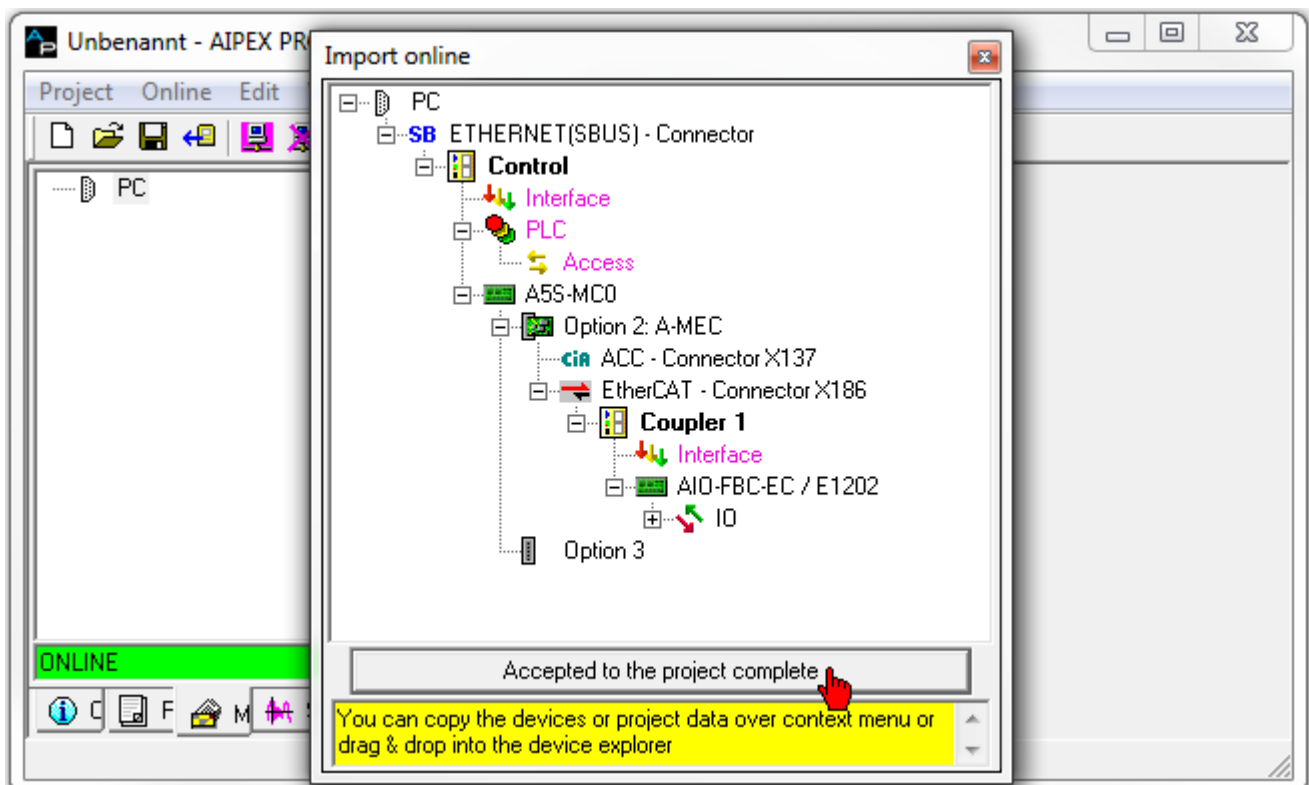 Unbenannt - AIPEX PR
Project Online Edit
PC
ONLINE
C F M
Import online
PC
SB ETHERNET(SBUS) - Connector
Control
Interface
PLC
Access
A5S-MC0
Option 2: A-MEC
CiA ACC - Connector X137
EtherCAT - Connector X186
Coupler 1
Interface
AIO-FBC-EC / E1202
IO
Option 3
Accepted to the project complete
You can copy the devices or project data over context menu or
drag & drop into the device explorer